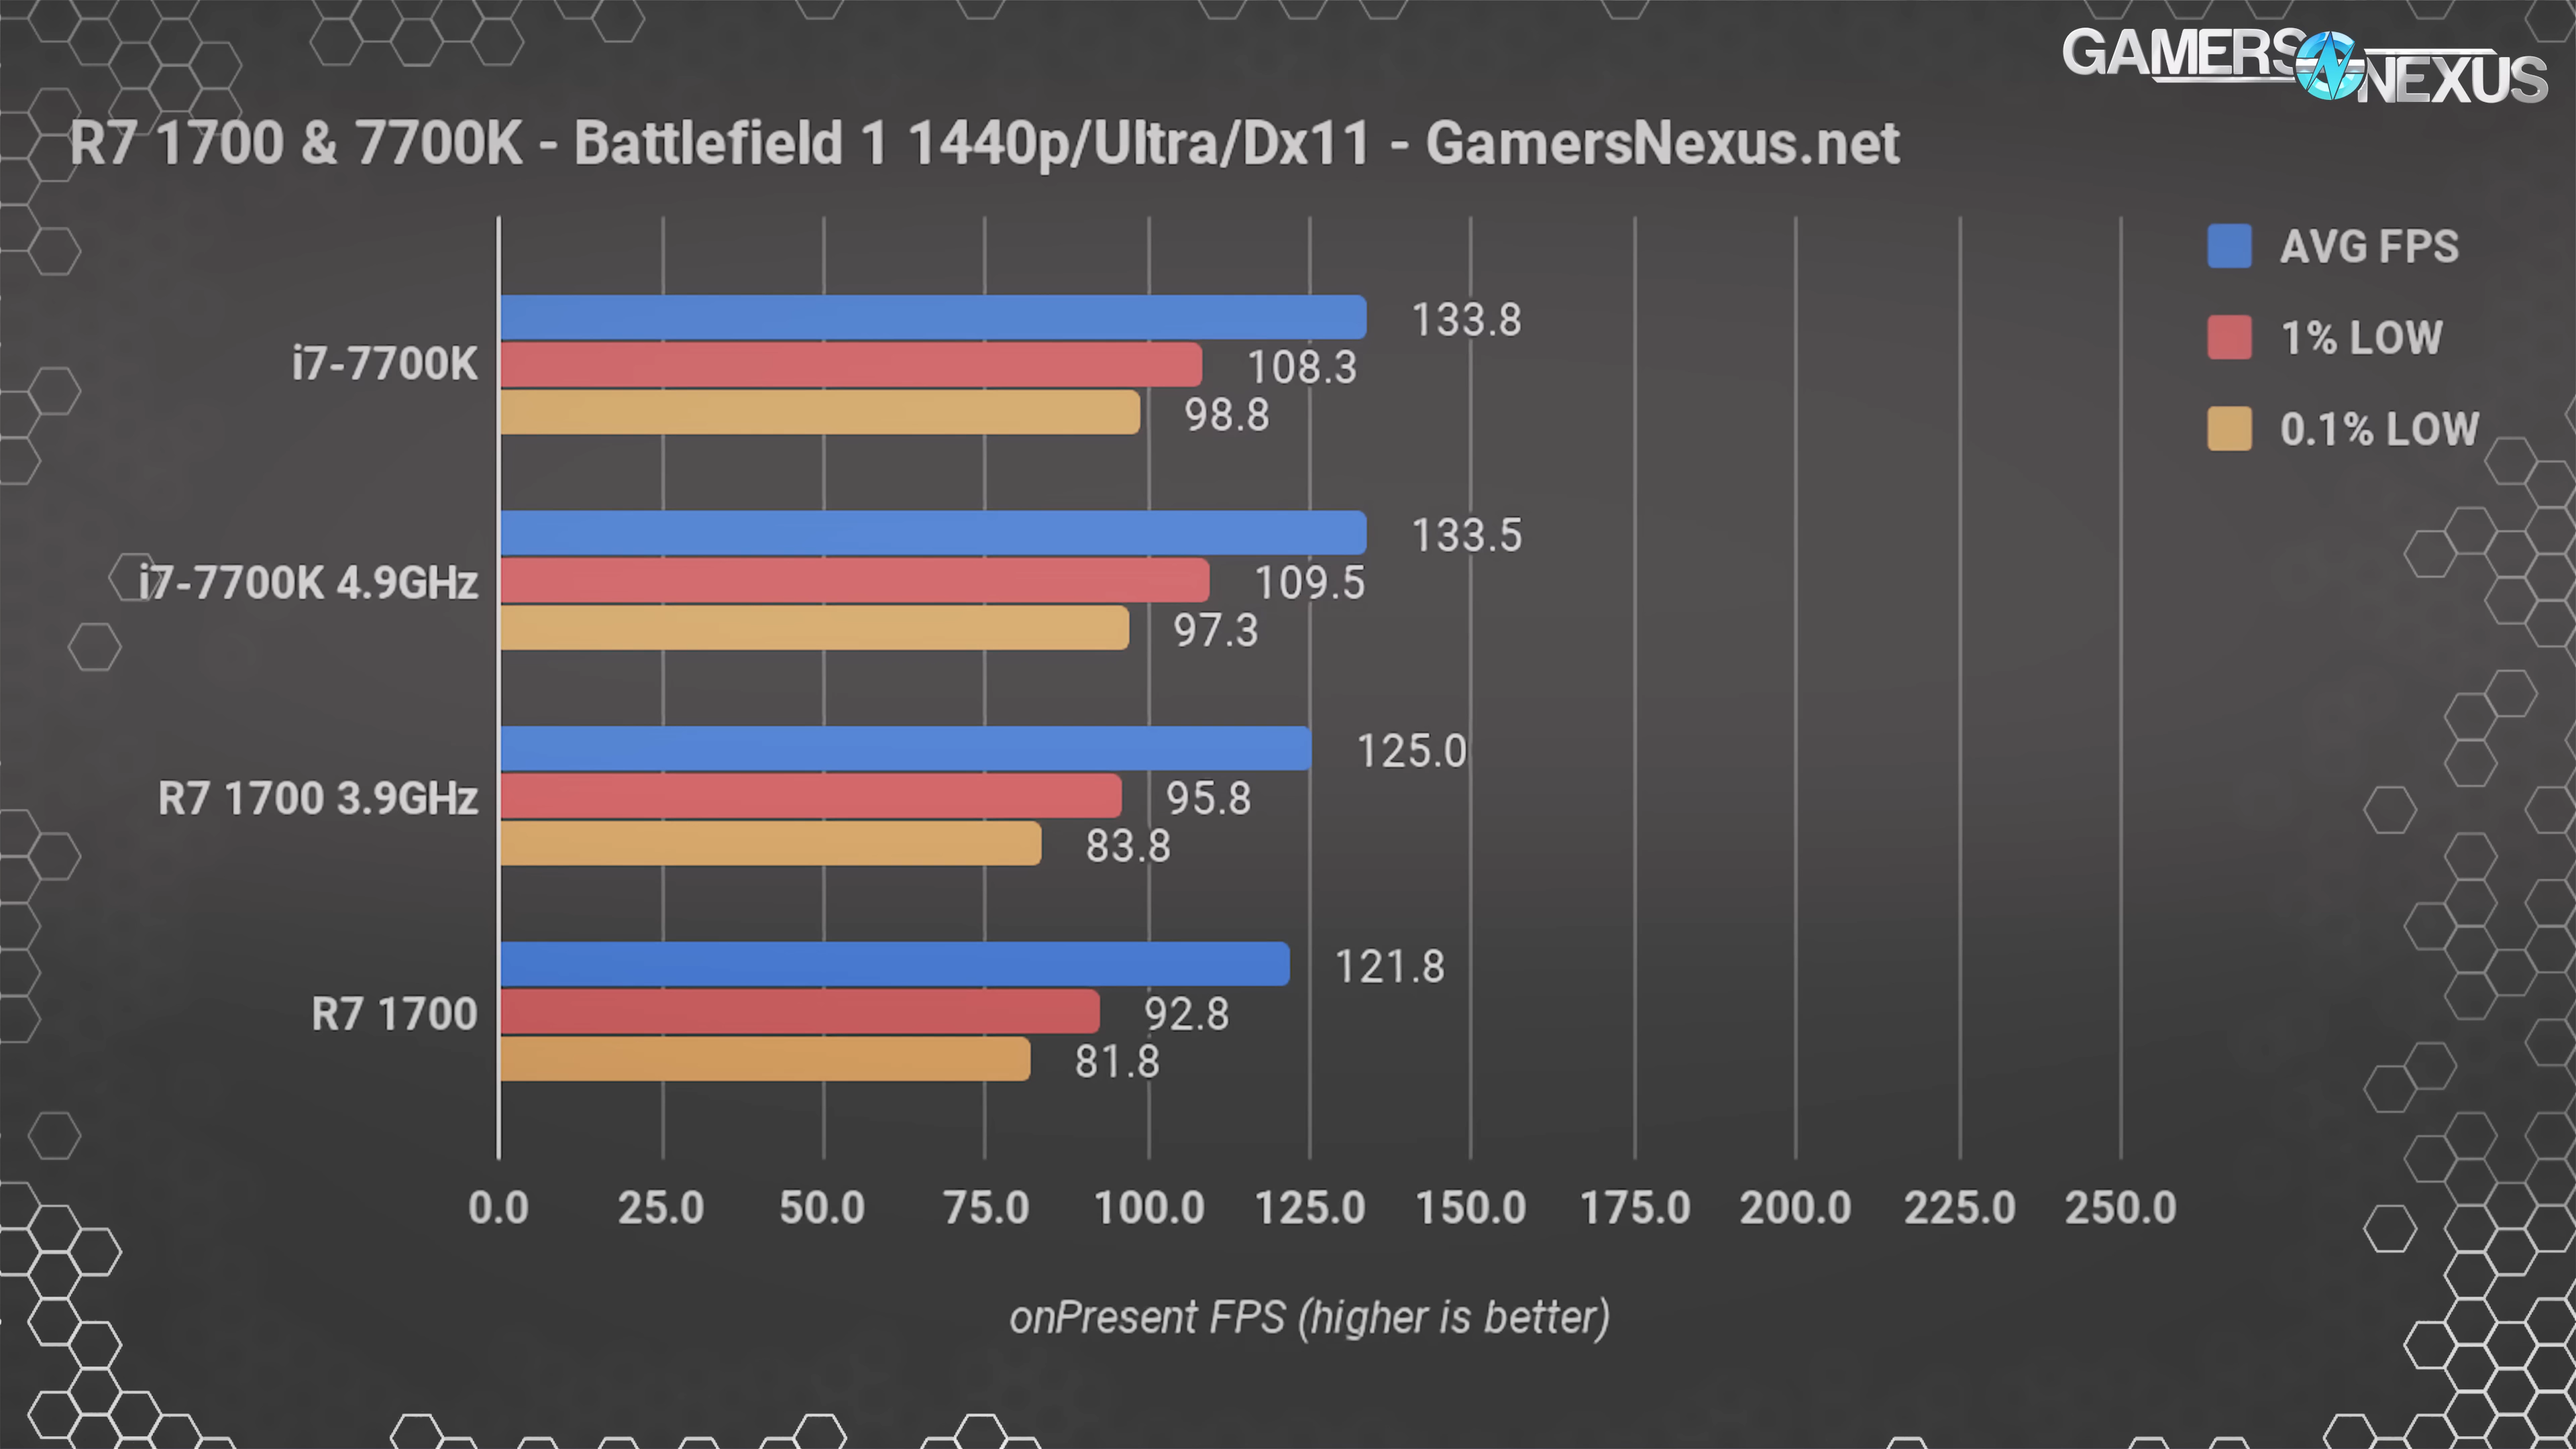 GAMERS NEXUS
R7 1700 & 7700K - Battlefield 1 1440p/Ultra/Dx11 - GamersNexus.net
AVG FPS
1% LOW
0.1% LOW
i7-7700K
133.8
108.3
98.8
i7-7700K 4.9GHz
133.5
109.5
97.3
R7 1700 3.9GHz
125.0
95.8
83.8
R7 1700
121.8
92.8
81.8
0.0 25.0 50.0 75.0 100.0 125.0 150.0 175.0 200.0 225.0 250.0
onPresent FPS (higher is better)